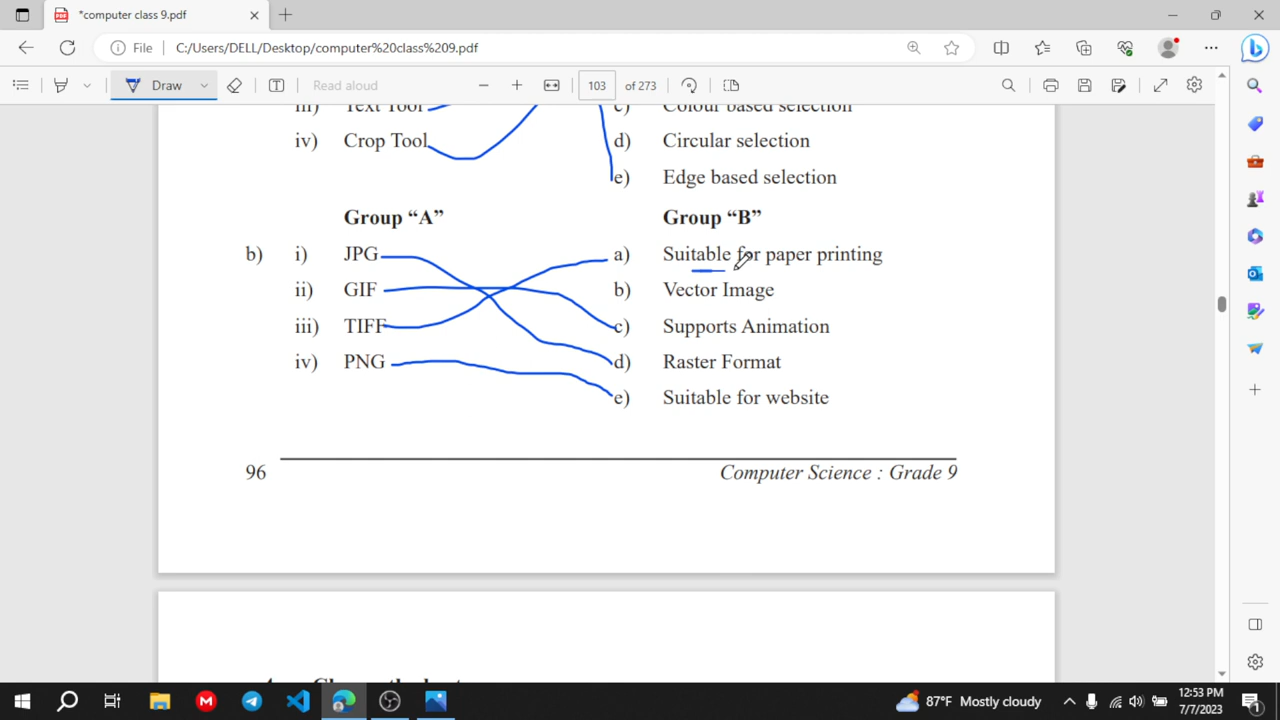 *computer class 9.pdf
File C:/Users/DELL/Desktop/computer%20class%209.pdf
Draw Read aloud 103 of 273
iii) Text Tool c) Colour based selection
iv) Crop Tool d) Circular selection
e) Edge based selection
Group “A” Group “B”
b) i) JPG a) Suitable for paper printing
ii) GIF b) Vector Image
iii) TIFF c) Supports Animation
iv) PNG d) Raster Format
e) Suitable for website
96 Computer Science : Grade 9
87°F Mostly cloudy
12:53 PM
7/7/2023